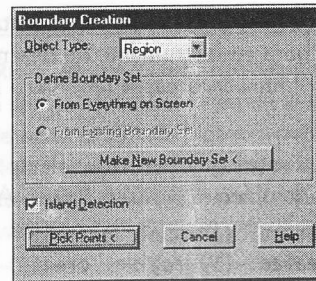 Boundary Creation
Object Type: Region
Define Boundary Set
From Everything on Screen
From Existing Boundary Set
Make New Boundary Set <
Island Detection
Pick Points < Cancel Help